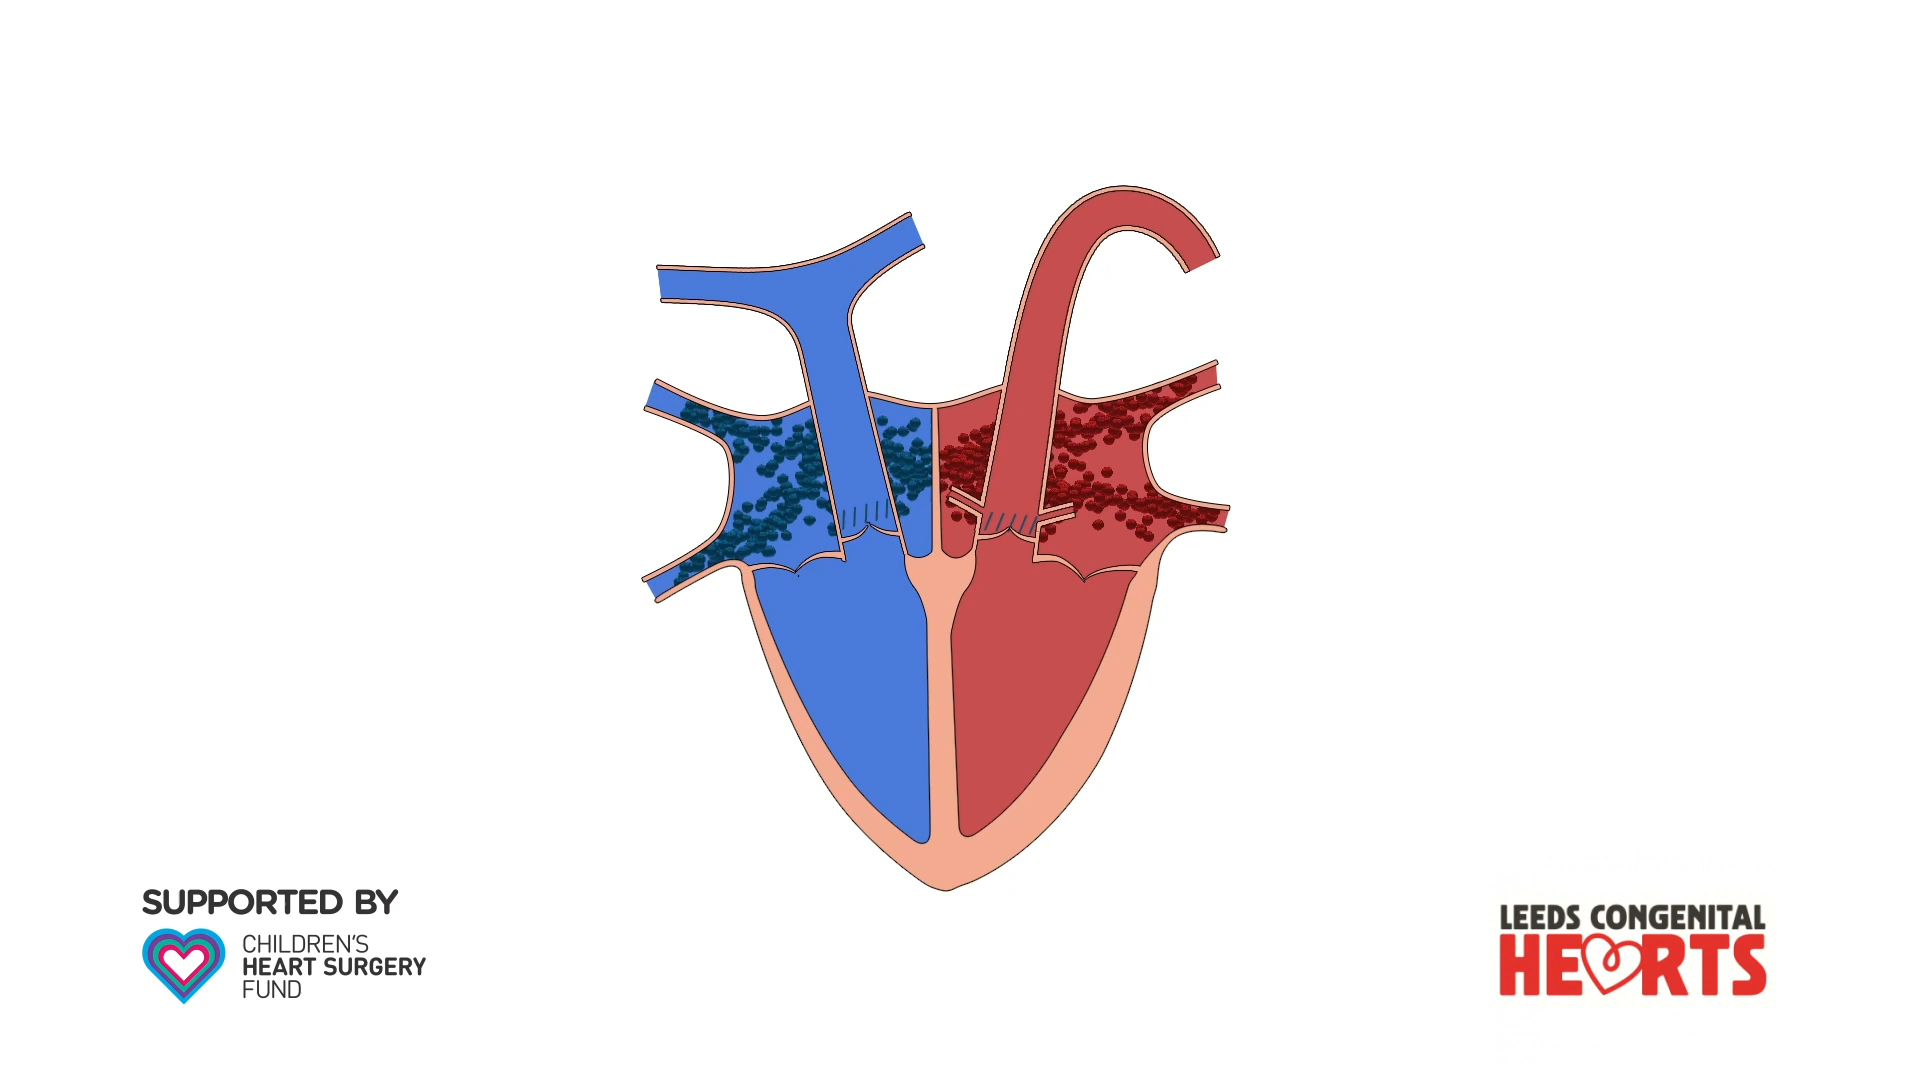 SUPPORTED BY
CHILDREN'S
HEART SURGERY
FUND
LEEDS CONGENITAL
HEARTS